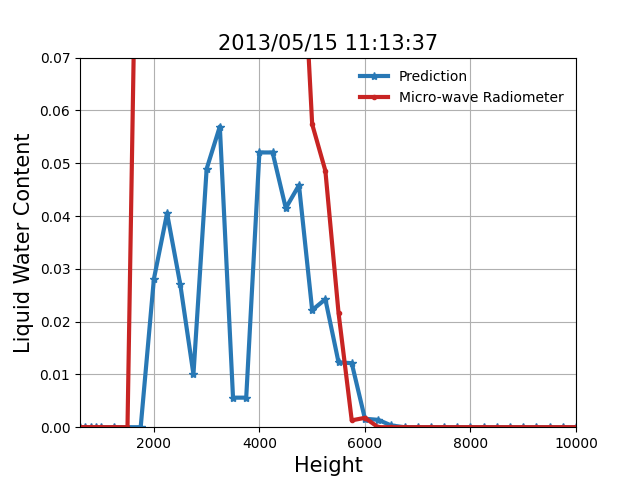 2013/05/15 11:13:37
0.07
0.06
0.05
0.04
0.03
0.02
0.01
0.00
Liquid Water Content
Prediction
Micro-wave Radiometer
2000 4000 6000 8000 10000
Height